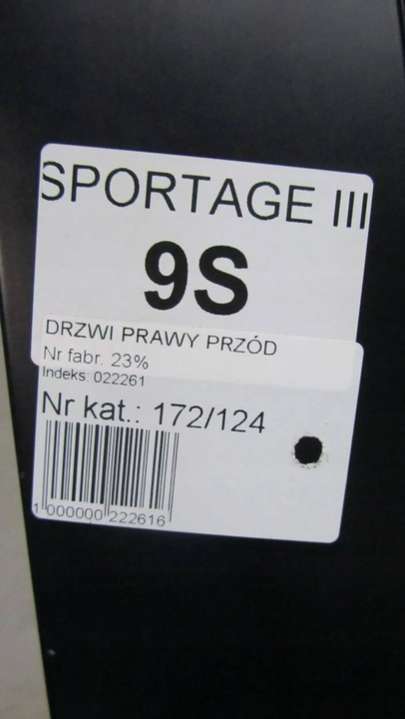 SPORTAGE III
9S
DRZWI PRAWY PRZÓD
Nr fabr. 23%
Indeks: 022261
Nr kat.: 172/124
1 000000 222616